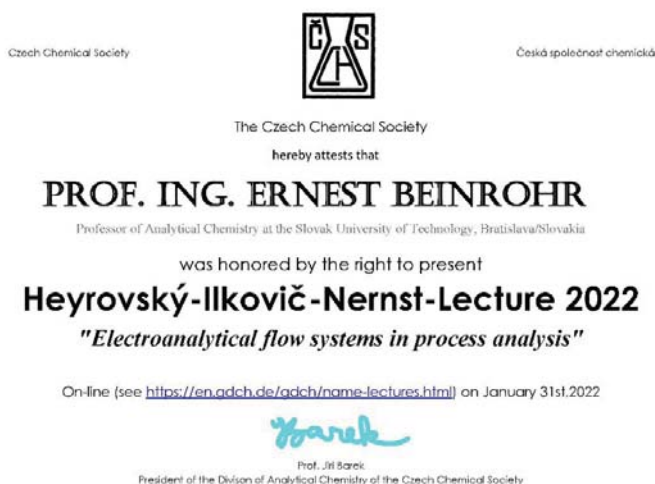 Czech Chemical Society
Česká společnost chemická
Č S
CH
The Czech Chemical Society
hereby attests that
PROF. ING. ERNEST BEINROHR
Professor of Analytical Chemistry at the Slovak University of Technology, Bratislava/Slovakia
was honored by the right to present
Heyrovský-Ilkovič-Nernst-Lecture 2022
"Electroanalytical flow systems in process analysis"
On-line (see https://en.gdch.de/gdch/name-lectures.html) on January 31st,2022
Barek
Prof. Jiri Barek
President of the Divison of Analytical Chemistry of the Czech Chemical Society